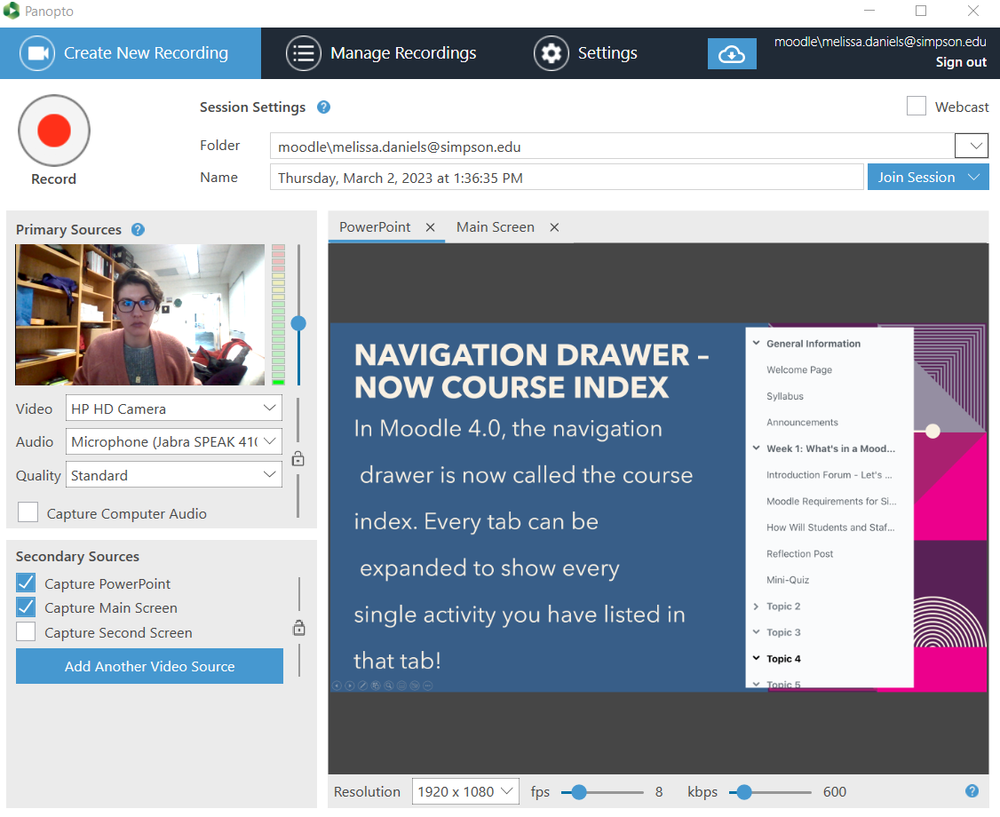 Panopto
Create New Recording
Manage Recordings
Settings
moodle\melissa.daniels@simpson.edu
Sign out
Record
Session Settings ?
Webcast
Folder
moodle\melissa.daniels@simpson.edu
Name
Thursday, March 2, 2023 at 1:36:35 PM
Join Session
Primary Sources ?
Video
HP HD Camera
Audio
Microphone (Jabra SPEAK 410
Quality
Standard
Capture Computer Audio
Secondary Sources
Capture PowerPoint
Capture Main Screen
Capture Second Screen
Add Another Video Source
PowerPoint
Main Screen
NAVIGATION DRAWER –
NOW COURSE INDEX
In Moodle 4.0, the navigation
drawer is now called the course
index. Every tab can be
expanded to show every
single activity you have listed in
that tab!
General Information
Welcome Page
Syllabus
Announcements
Week 1: What's in a Mood...
Introduction Forum - Let's ...
Moodle Requirements for Si...
How Will Students and Staf...
Reflection Post
Mini-Quiz
Topic 2
Topic 3
Topic 4
Topic 5
Resolution
1920 x 1080
fps
8
kbps
600
?